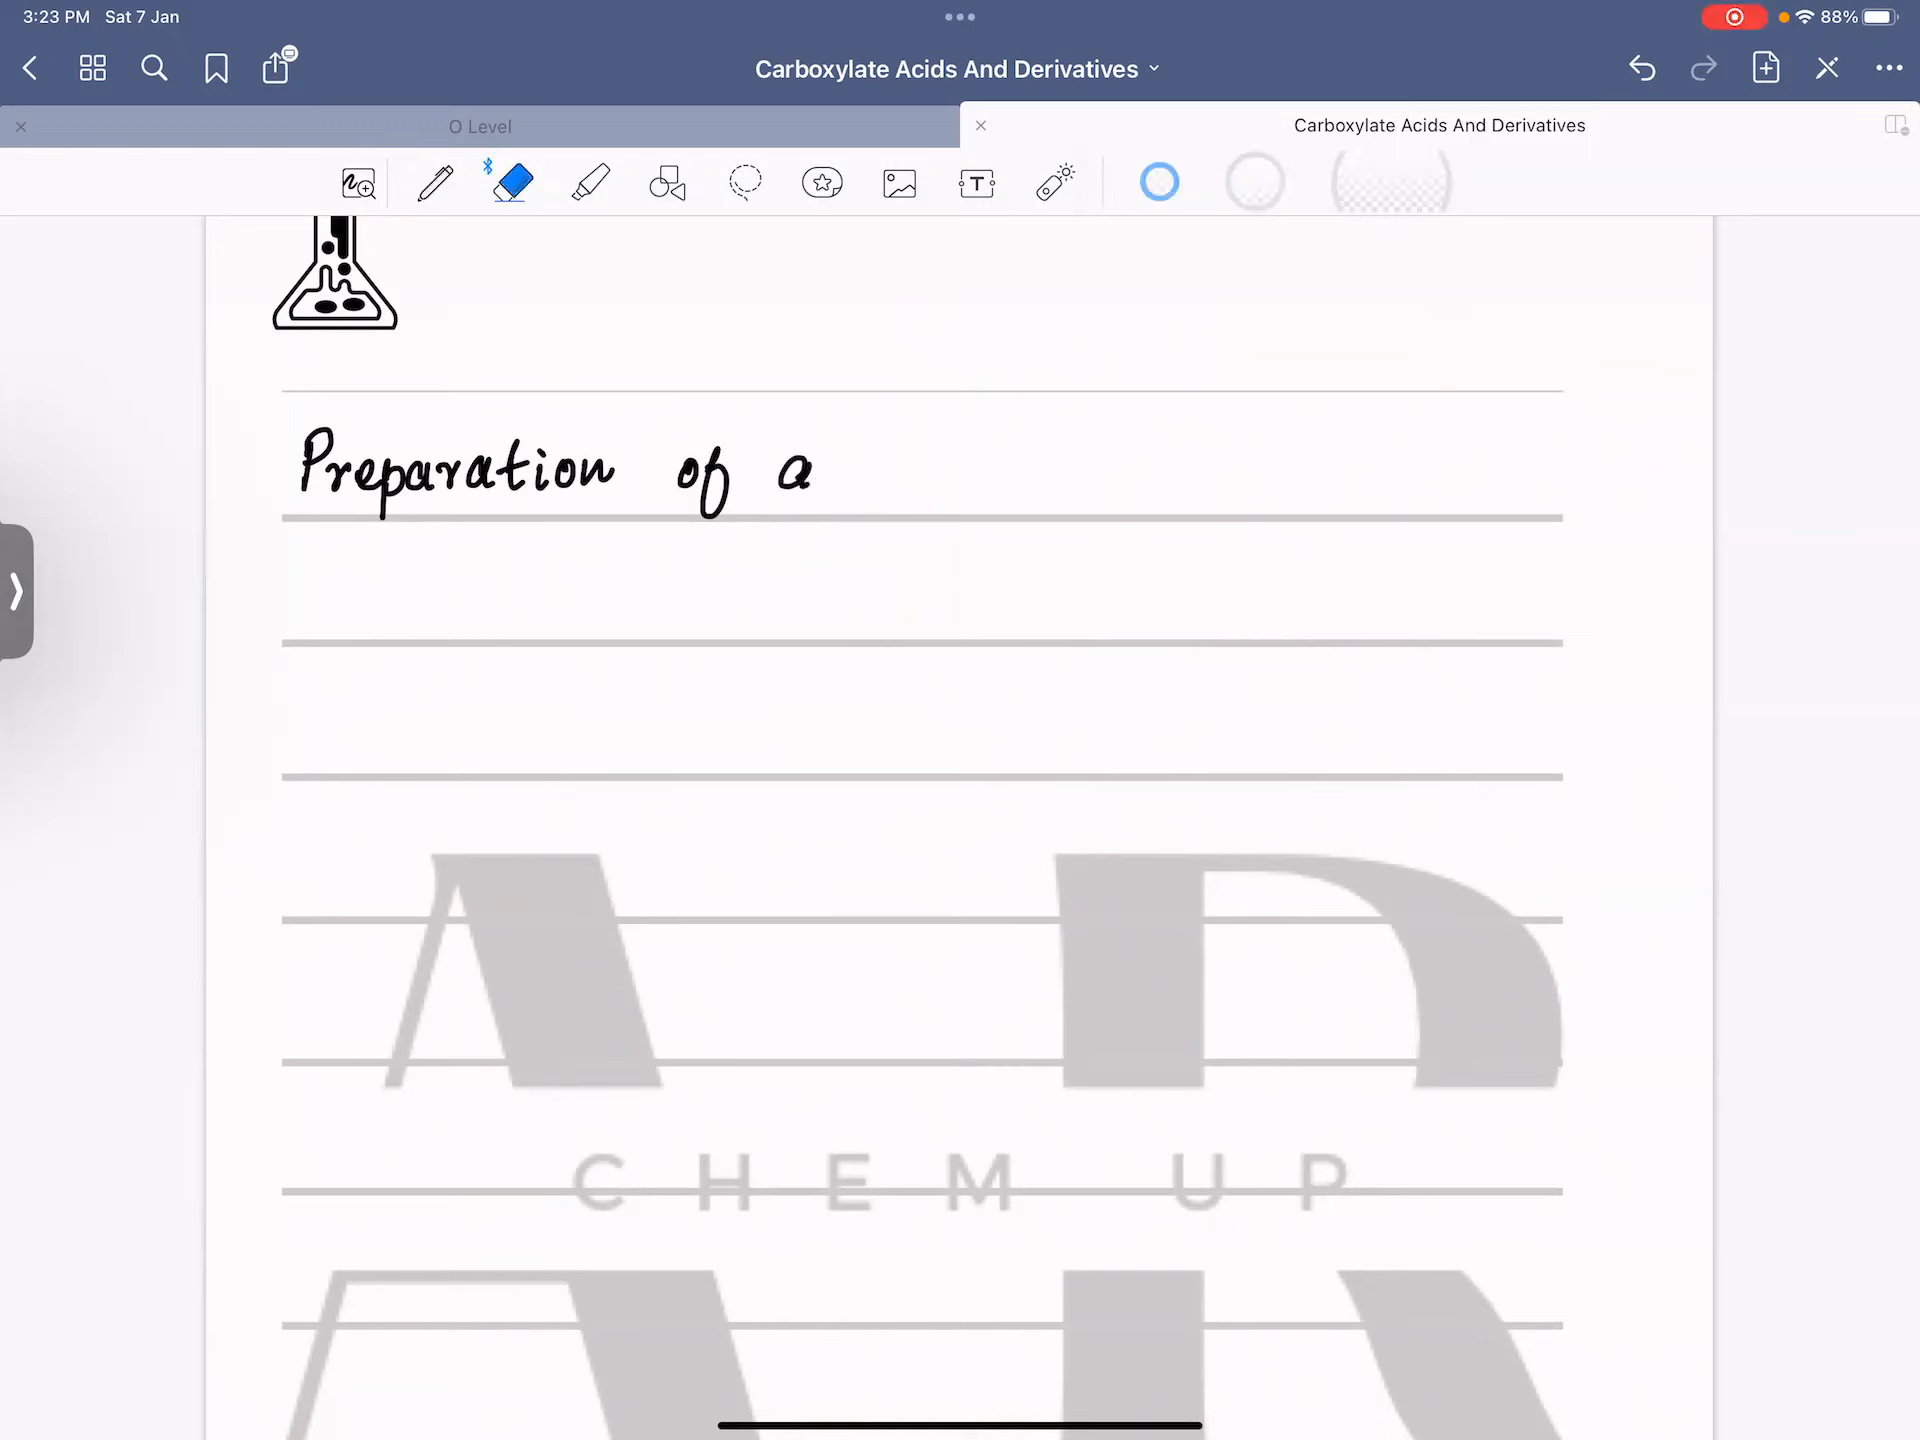 3:23 PM Sat 7 Jan
88%
Carboxylate Acids And Derivatives
O Level
Carboxylate Acids And Derivatives
T
Preparation of a
CHEM UP